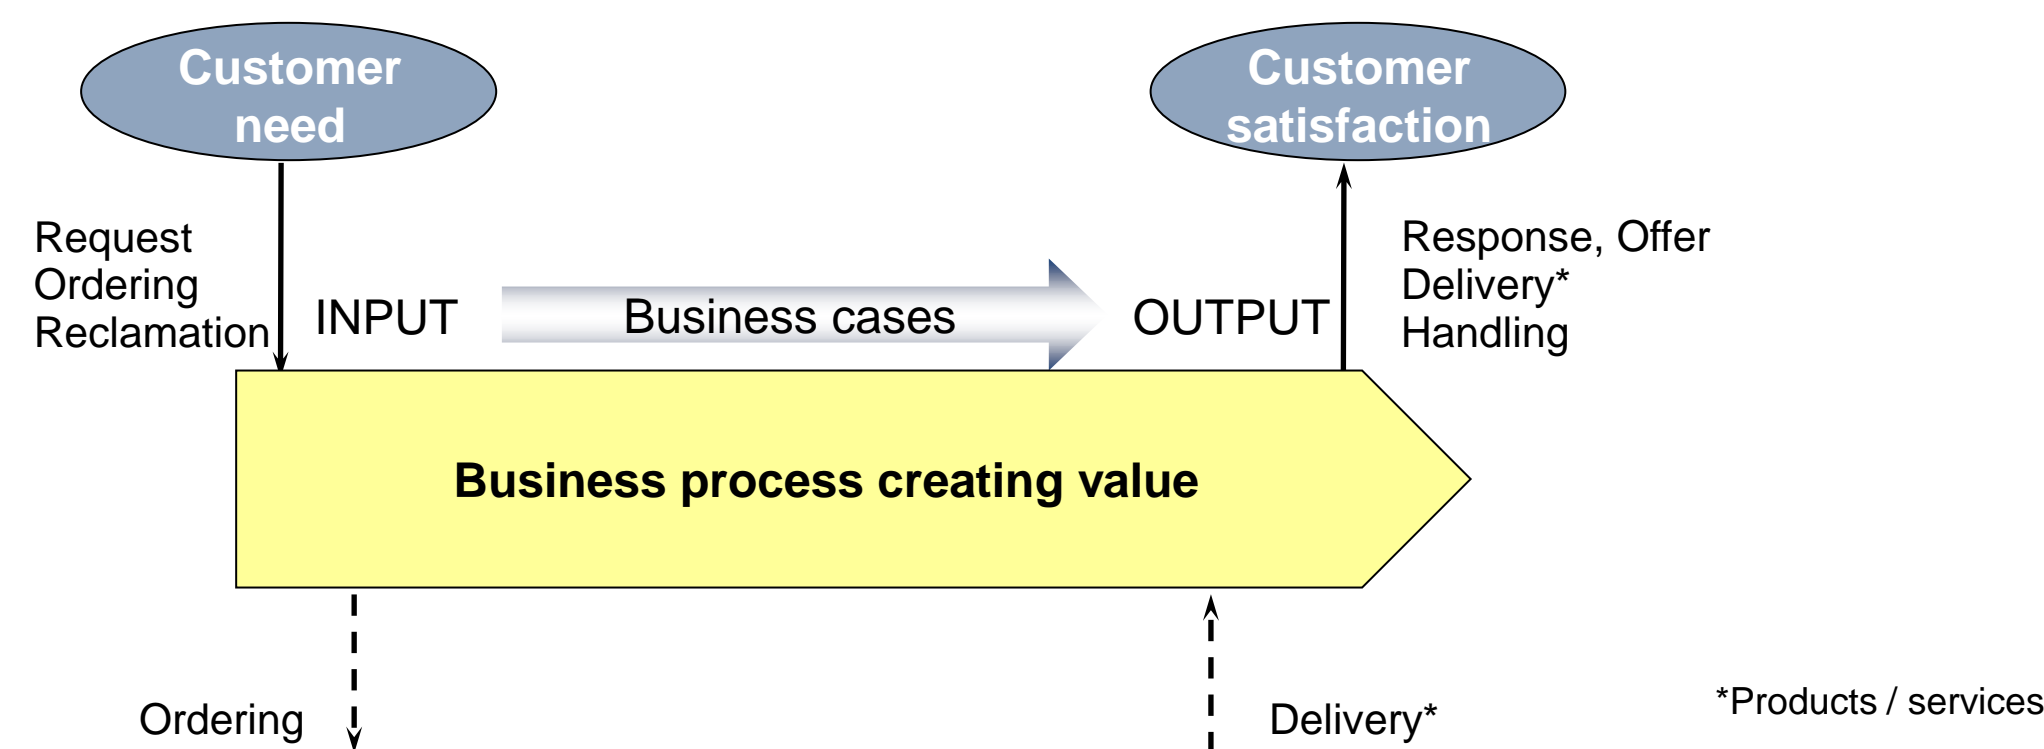 Customer
need
Customer
satisfaction
Request
Ordering
Reclamation
INPUT
Business cases
OUTPUT
Response, Offer
Delivery*
Handling
Business process creating value
Ordering
Delivery*
*Products / services